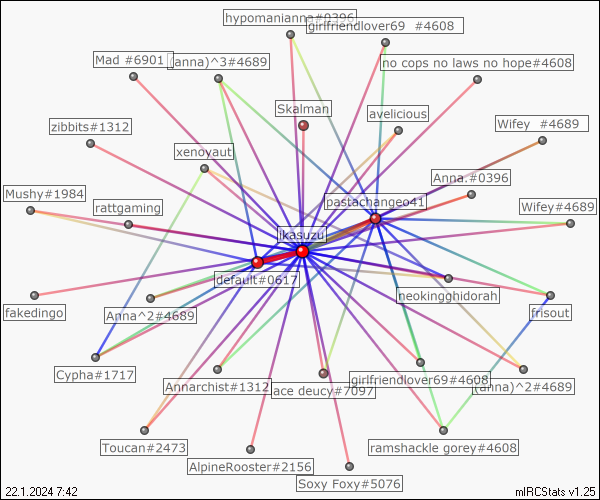 hypomanianna#0396
girlfriendlover69 #4608
Mad #6901
(anna)^3#4689
no cops no laws no hope#4608
Skalman
avelicious
zibbits#1312
Wifey #4689
xenoyaut
Anna.#0396
Mushy#1984
pastachange041
rattgaming
Wifey#4689
ikasuzu
default#0617
neokingghidorah
fakedingo
Anna^2#4689
frisout
Cypha#1717
Annarchist#1312
ace deucy#7097
girlfriendlover69#4608
(anna)^2#4689
Toucan#2473
ramshackle gorey#4608
AlpineRooster#2156
Soxy Foxy#5076
22.1.2024 7:42
mIRCStats v1.25